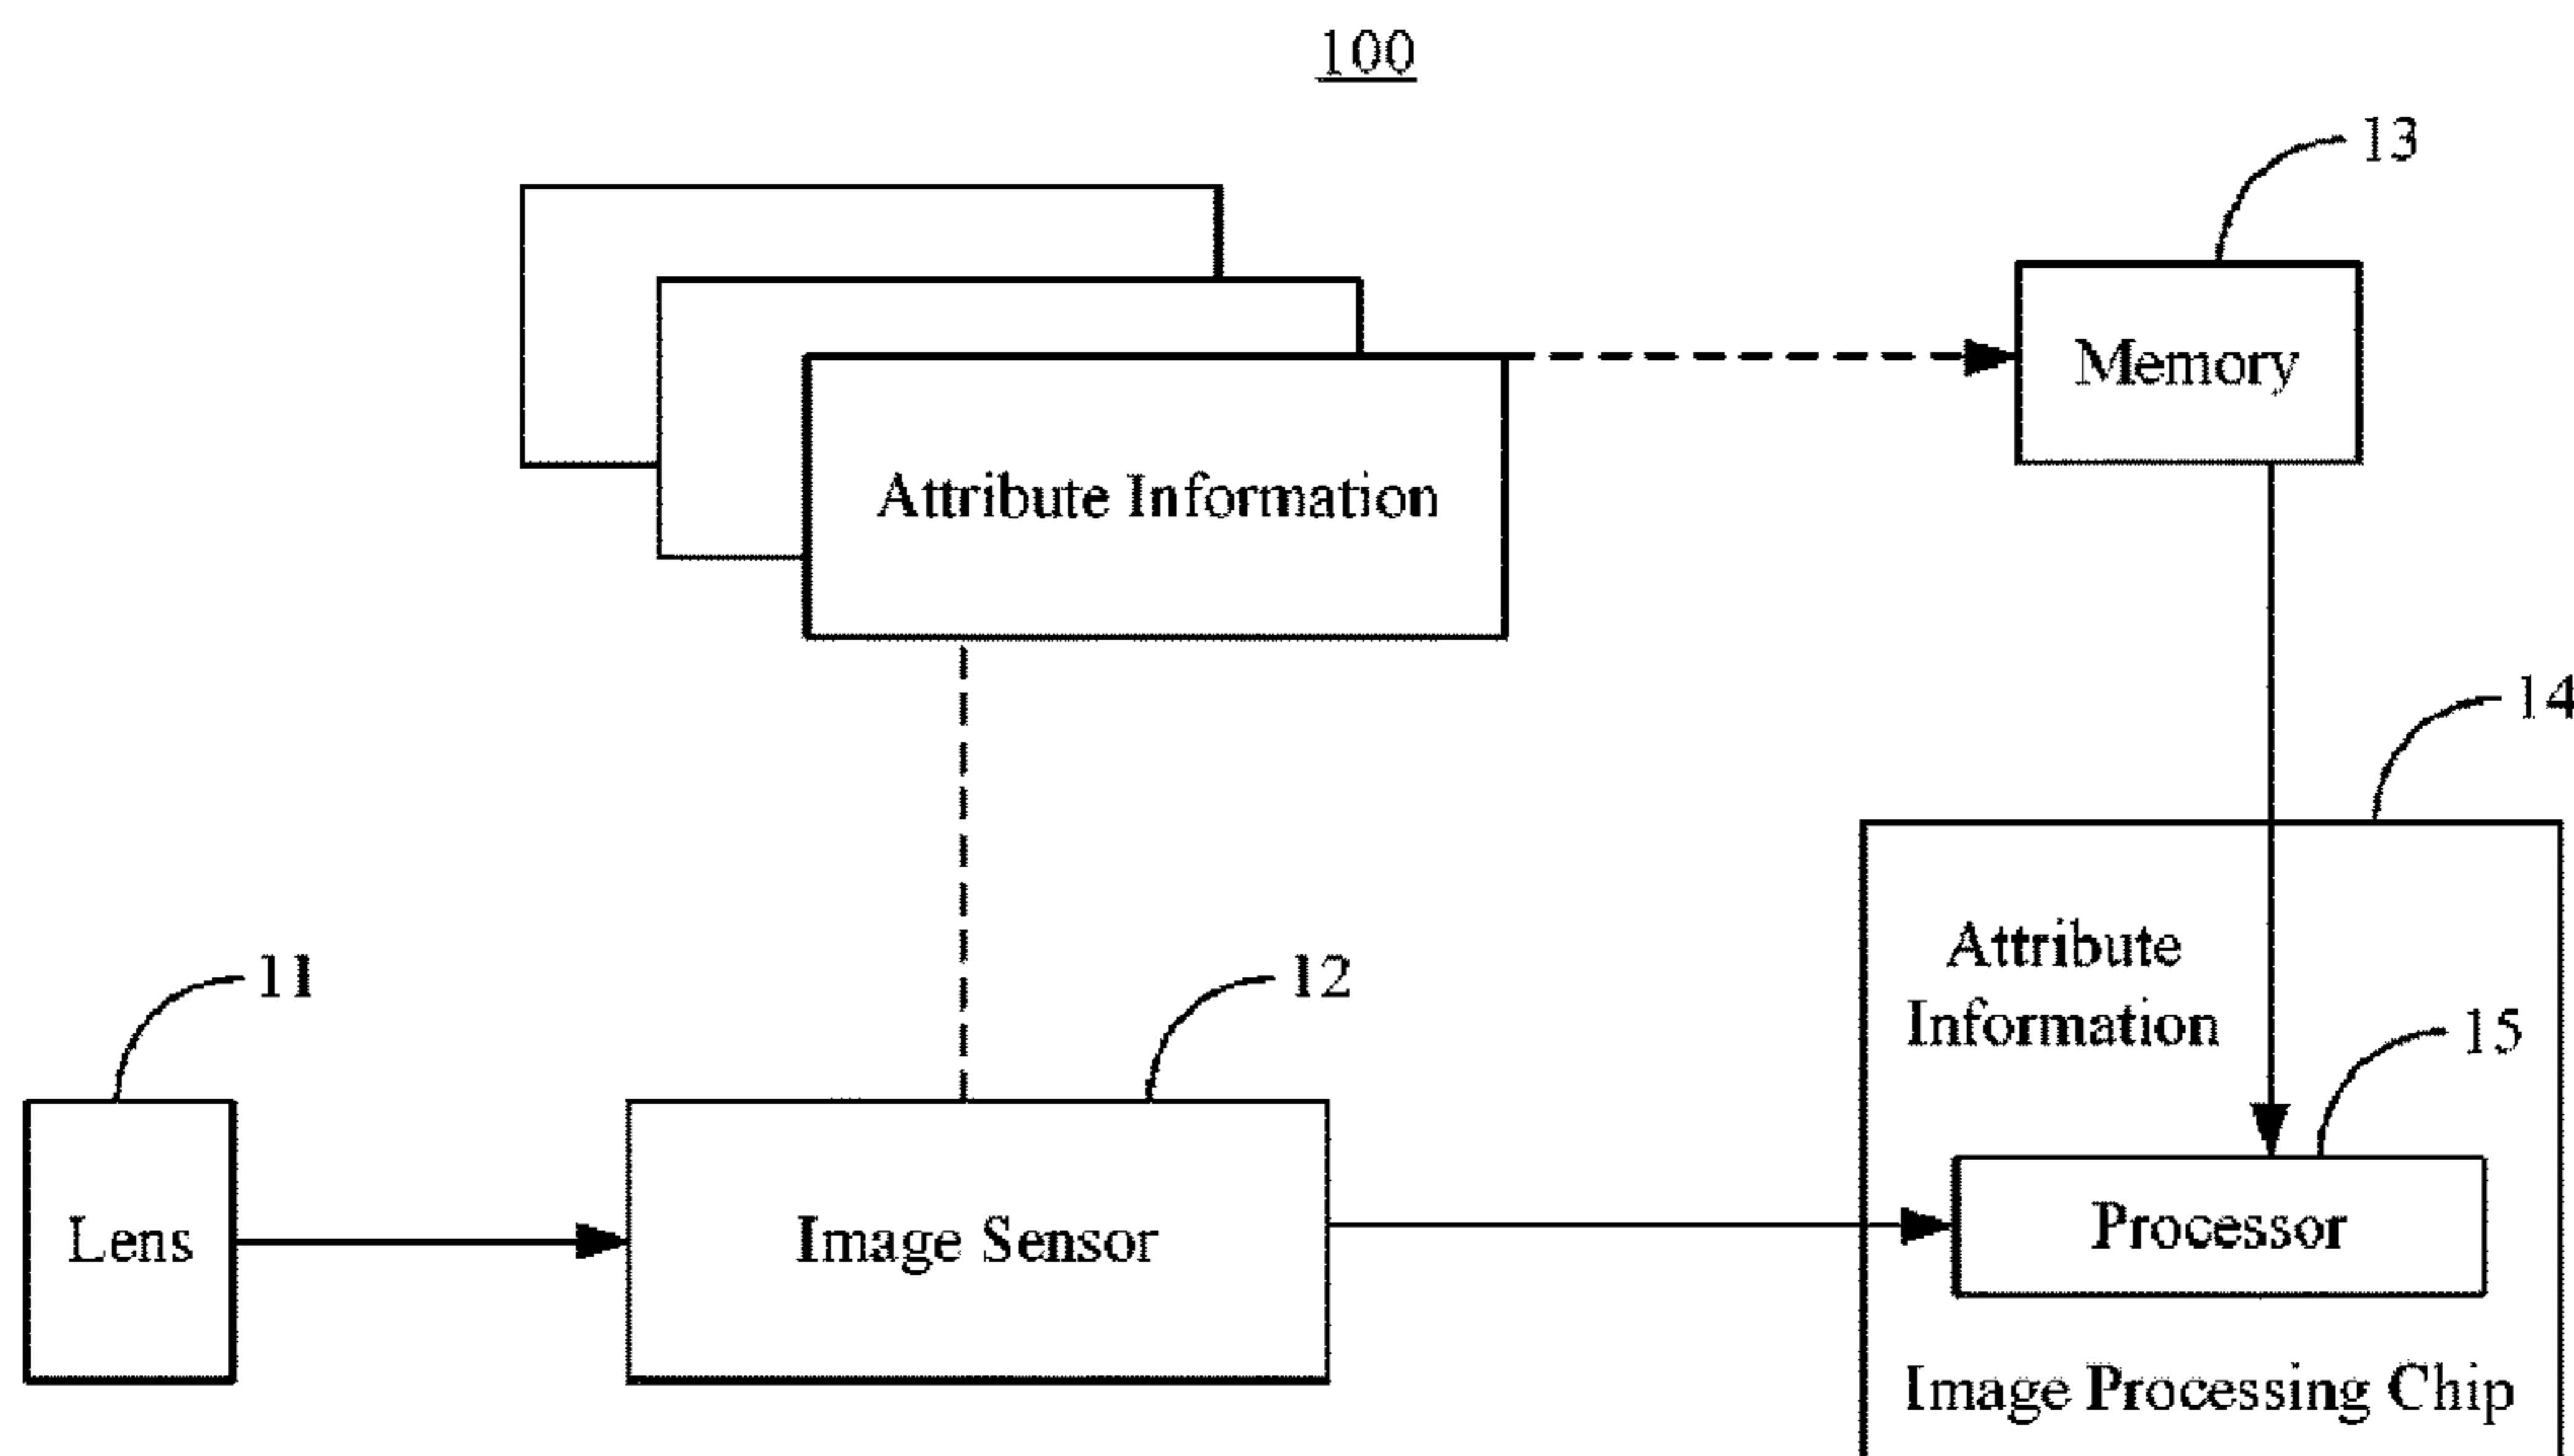 100
13
Memory
Attribute Information
14
Attribute
Information
11
12
15
Lens
Image Sensor
Processor
Image Processing Chip